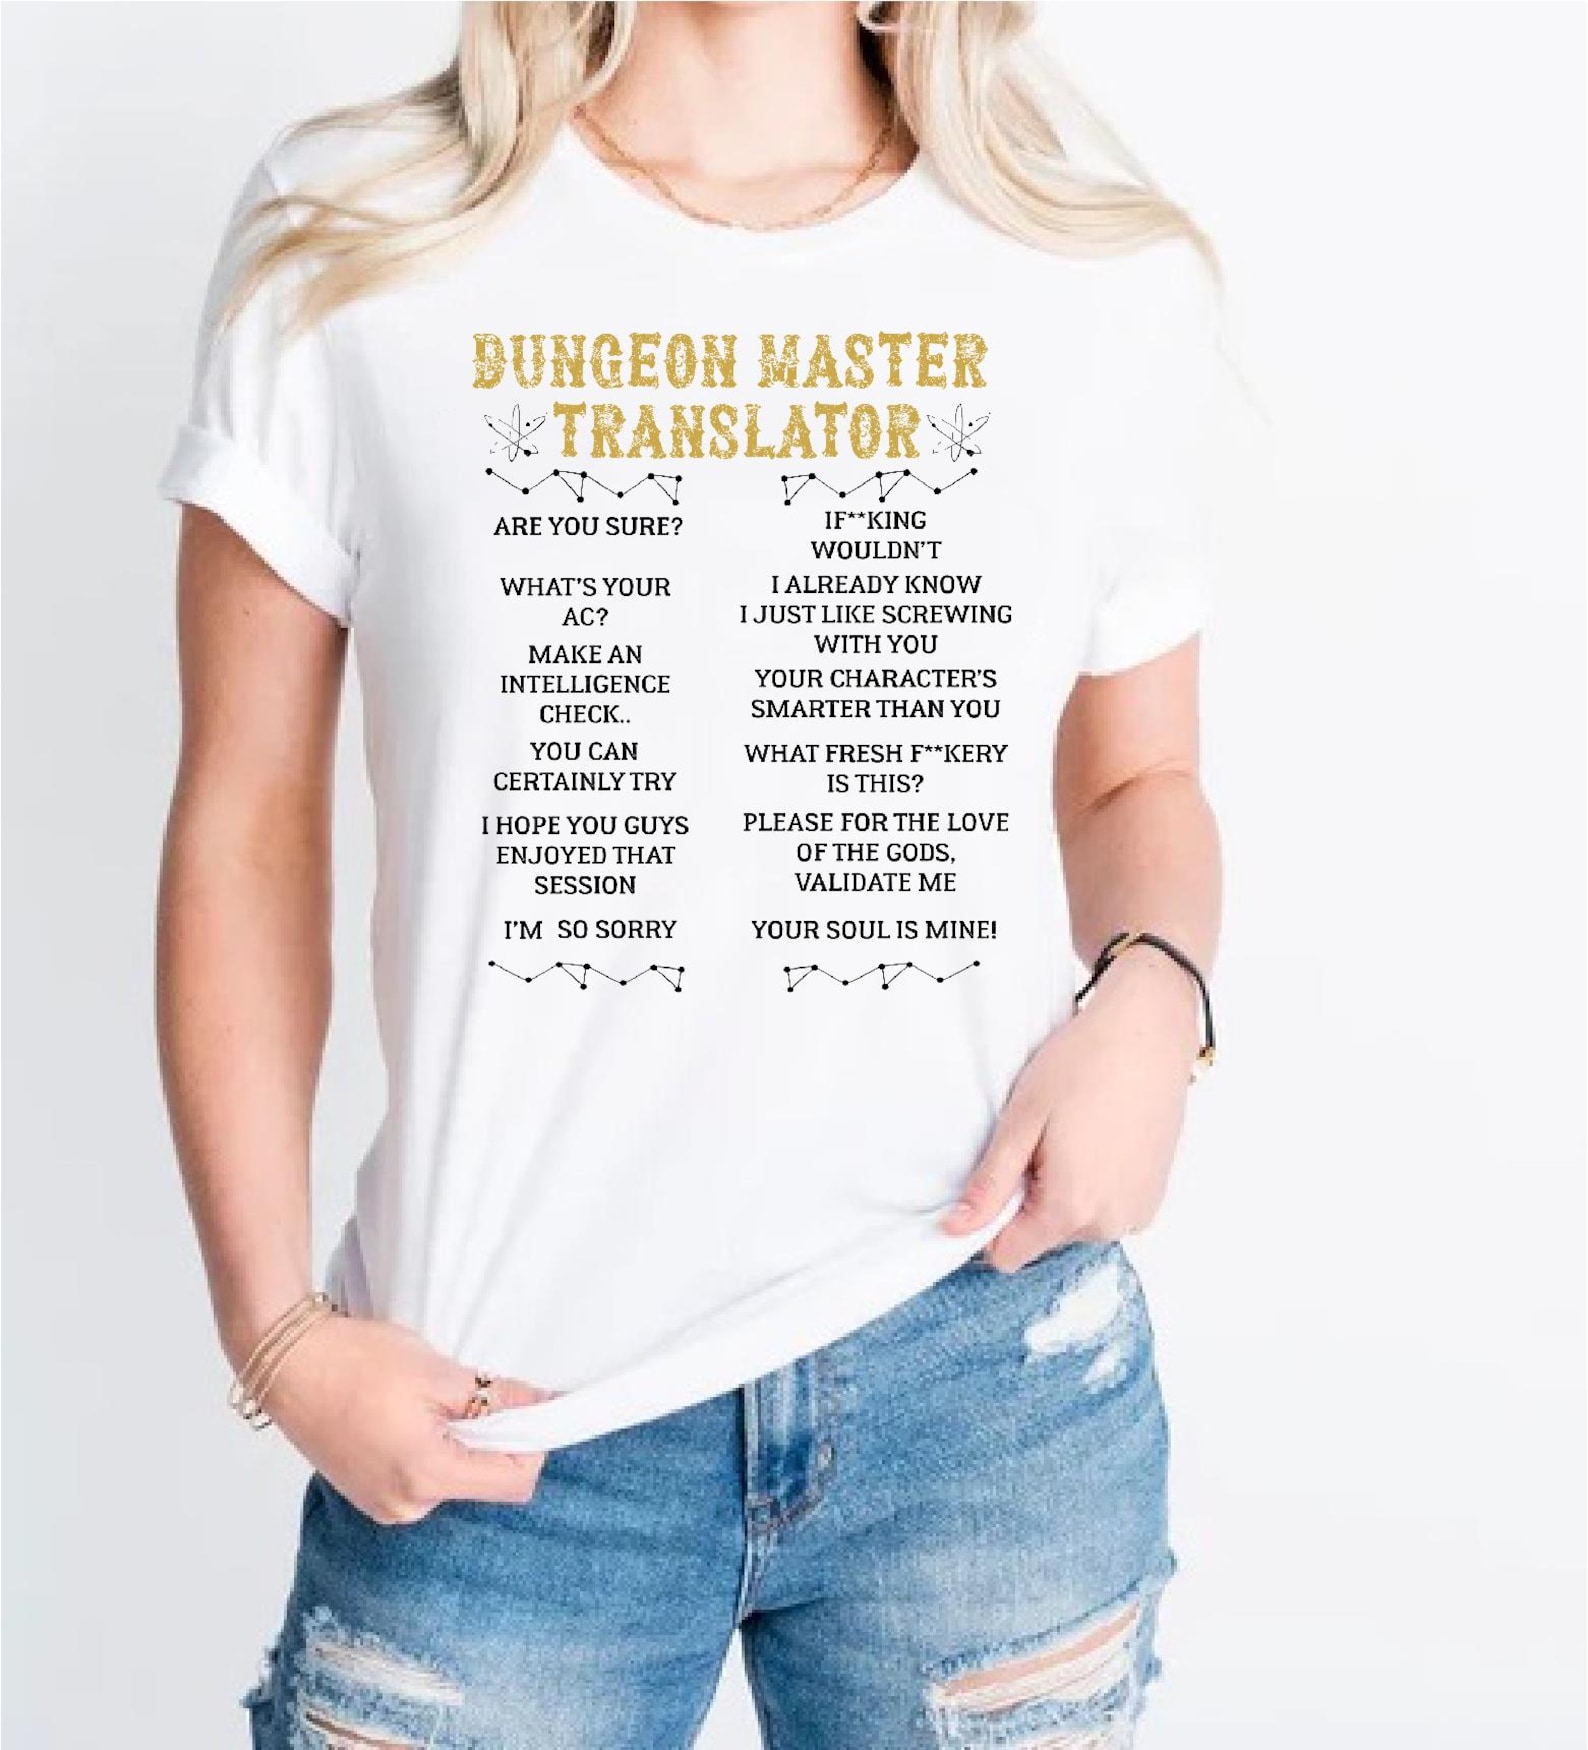 DUNGEON MASTER
TRANSLATOR
ARE YOU SURE?
IF**KING
WOULDN'T
WHAT'S YOUR
AC?
I ALREADY KNOW
I JUST LIKE SCREWING
WITH YOU
MAKE AN
INTELLIGENCE
CHECK..
YOUR CHARACTER'S
SMARTER THAN YOU
YOU CAN
CERTAINLY TRY
WHAT FRESH F**KERY
IS THIS?
I HOPE YOU GUYS
ENJOYED THAT
SESSION
PLEASE FOR THE LOVE
OF THE GODS,
VALIDATE ME
I'M SO SORRY
YOUR SOUL IS MINE!